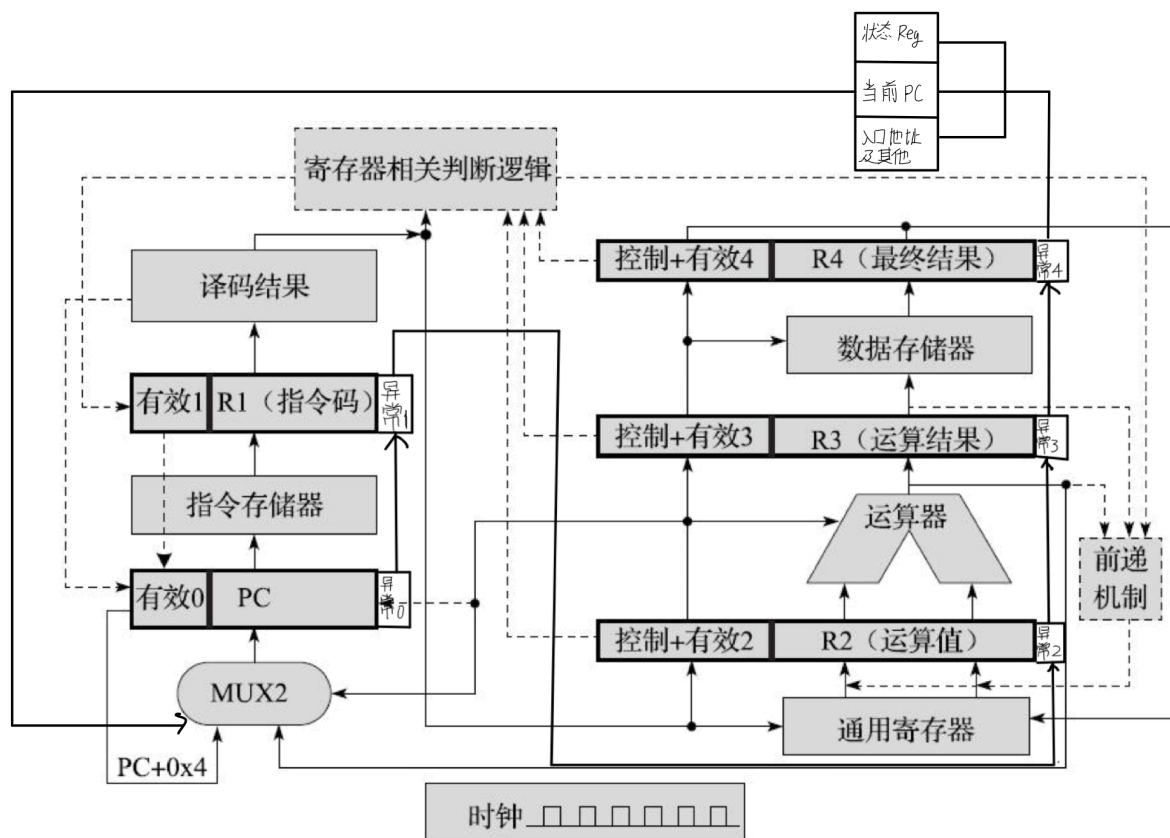 状态 Reg
当前 PC
入口地址
及其他
寄存器相关判断逻辑
译码结果
控制+有效4
R4（最终结果）
异常4
数据存储器
有效1
R1（指令码）
异常1
控制+有效3
R3（运算结果）
异常3
指令存储器
运算器
前递
机制
有效0
PC
异常0
控制+有效2
R2（运算值）
异常2
MUX2
通用寄存器
PC+0x4
时钟